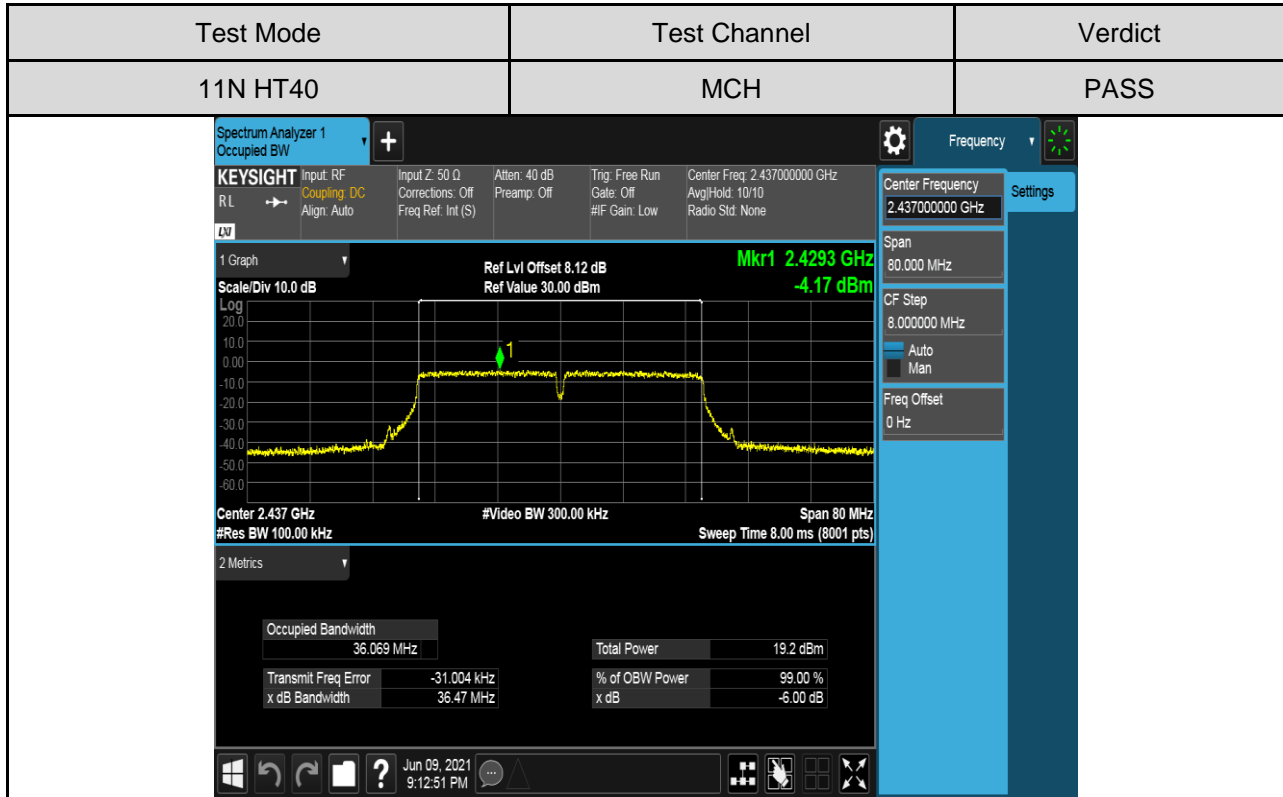 Test Mode Test Channel Verdict
11N HT40 MCH PASS
Spectrum Analyzer 1
Occupied BW
+
Frequency
KEYSIGHT Input: RF Input Z: 50 Ω Atten: 40 dB Trig: Free Run Center Freq: 2.437000000 GHz
RL Coupling: DC Corrections: Off Preamp: Off Gate: Off Avg|Hold: 10/10
Align: Auto Freq Ref: Int (S) #IF Gain: Low Radio Std: None
LXI
Center Frequency
2.437000000 GHz
Settings
Span
80.000 MHz
CF Step
8.000000 MHz
Auto
Man
Freq Offset
0 Hz
1 Graph Ref Lvl Offset 8.12 dB Mkr1 2.4293 GHz
Scale/Div 10.0 dB Ref Value 30.00 dBm -4.17 dBm
Log
20.0
10.0
0.00
1
-10.0
-20.0
-30.0
-40.0
-50.0
-60.0
Center 2.437 GHz #Video BW 300.00 kHz Span 80 MHz
#Res BW 100.00 kHz Sweep Time 8.00 ms (8001 pts)
2 Metrics
Occupied Bandwidth
36.069 MHz Total Power 19.2 dBm
Transmit Freq Error -31.004 kHz % of OBW Power 99.00 %
x dB Bandwidth 36.47 MHz x dB -6.00 dB
? Jun 09, 2021
9:12:51 PM